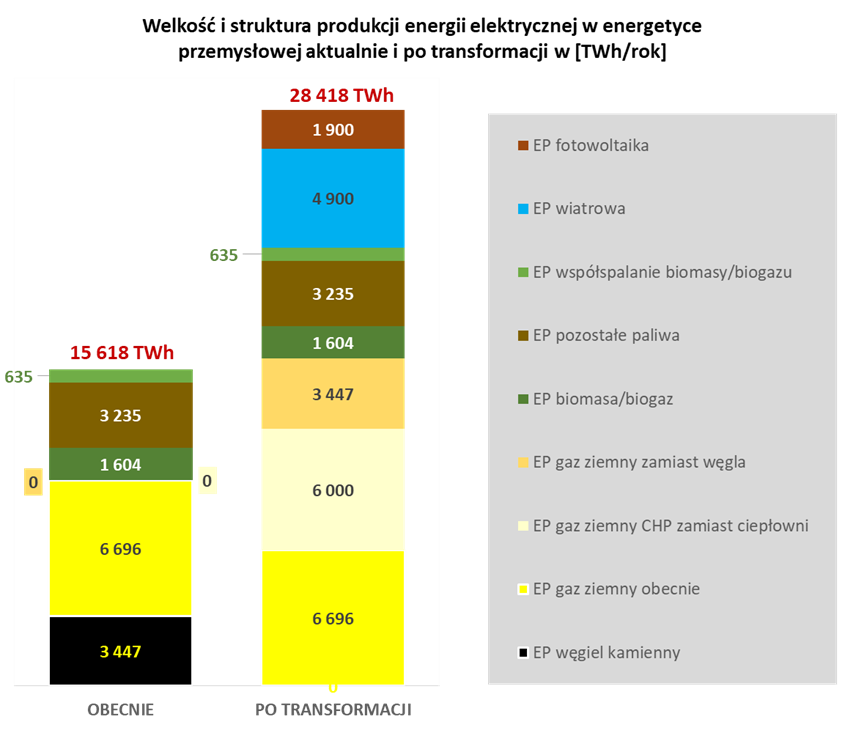 Welkość i struktura produkcji energii elektrycznej w energetyce
przemysłowej aktualnie i po transformacji w [TWh/rok]
28 418 TWh
1 900
4 900
635
3 235
1 604
3 447
6 000
6 696
0
15 618 TWh
635
3 235
1 604
0
0
6 696
3 447
OBECNIE
PO TRANSFORMACJI
EP fotowoltaika
EP wiatrowa
EP współspalanie biomasy/biogazu
EP pozostałe paliwa
EP biomasa/biogaz
EP gaz ziemny zamiast węgla
EP gaz ziemny CHP zamiast ciepłowni
EP gaz ziemny obecnie
EP węgiel kamienny